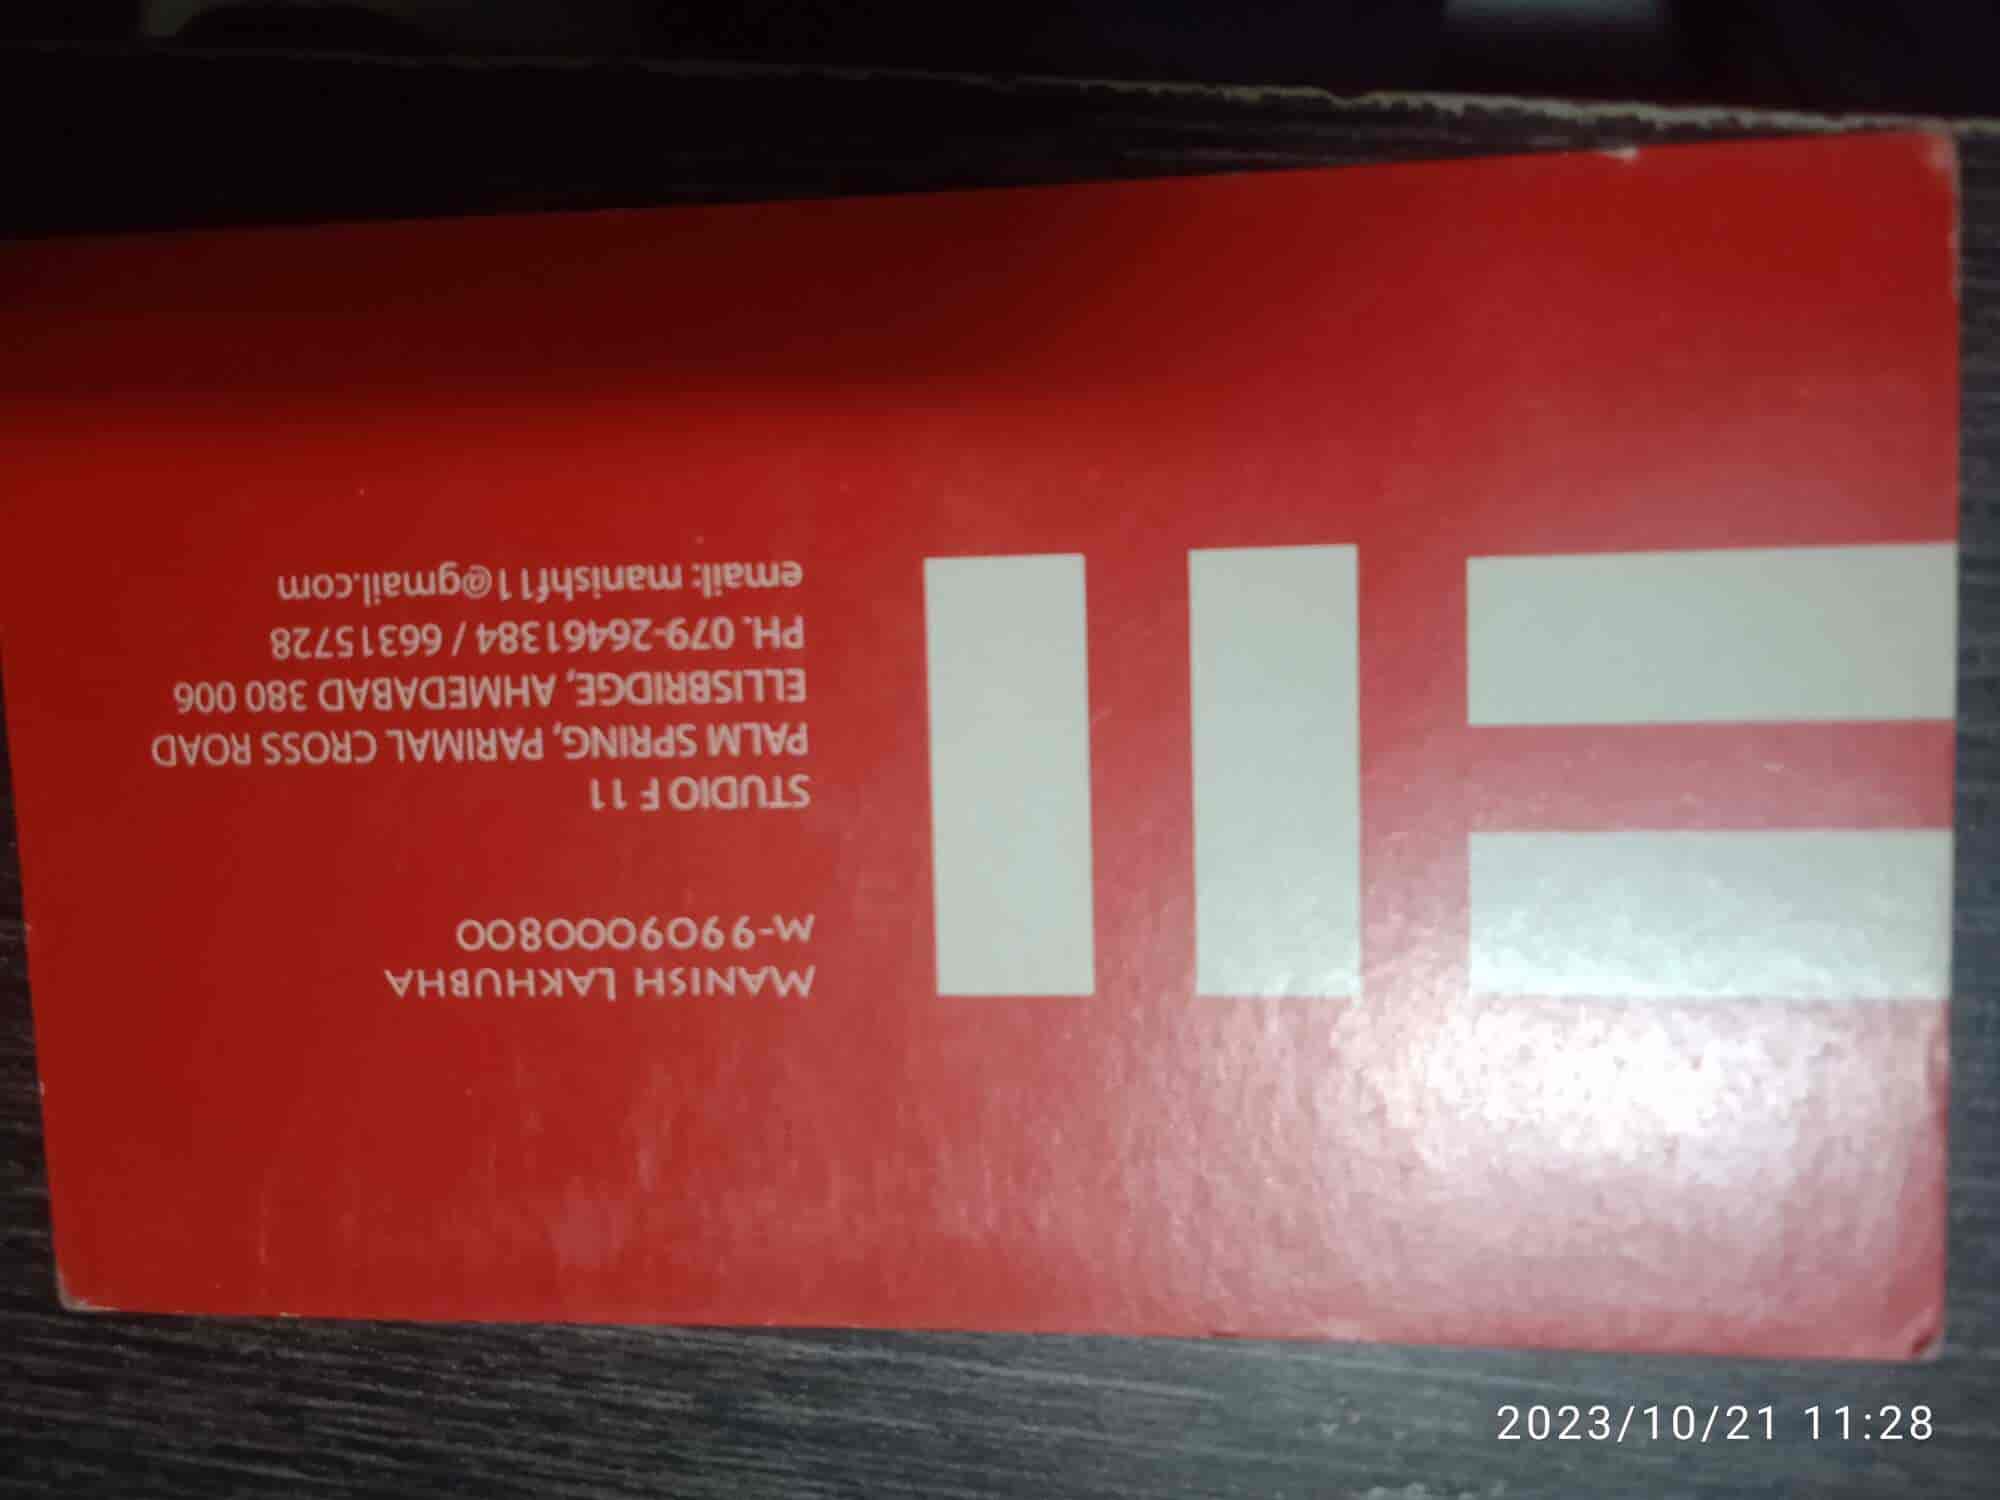 MANISH LAKHUBHA
M-9909000800
STUDIO F 11
PALM SPRING, PARIMAL CROSS ROAD
ELLISBRIDGE, AHMEDABAD 380 006
PH. 079-26461384 / 66315728
email: manishf11@gmail.com
2023/10/21 11:28